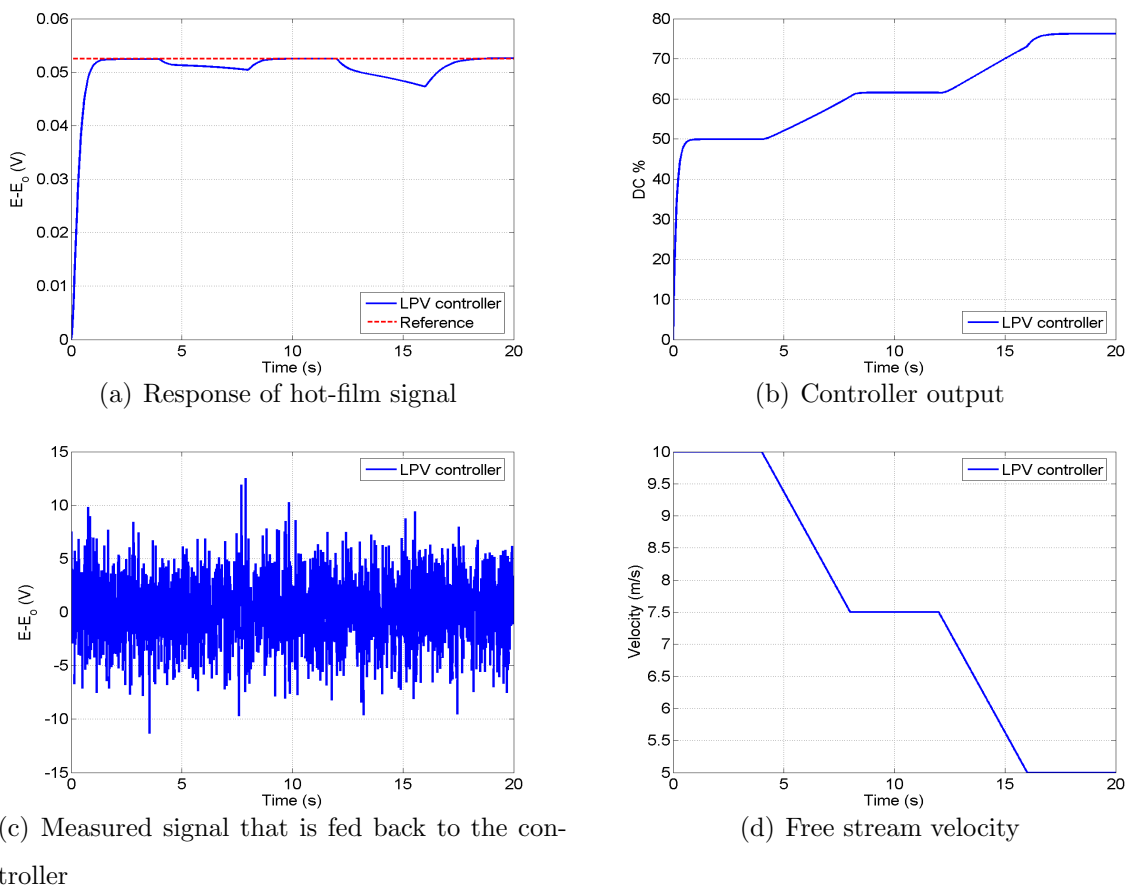 0.06
0.05
0.04
0.03
0.02
0.01
0
E-E₀ (V)
0 5 10 15 20
Time (s)
LPV controller
Reference
(a) Response of hot-film signal
80
70
60
50
40
30
20
10
0
DC %
0 5 10 15 20
Time (s)
LPV controller
(b) Controller output
15
10
5
0
-5
-10
-15
E-E₀ (V)
0 5 10 15 20
Time (s)
LPV controller
(c) Measured signal that is fed back to the con-
troller
10
9.5
9
8.5
8
7.5
7
6.5
6
5.5
5
Velocity (m/s)
0 5 10 15 20
Time (s)
LPV controller
(d) Free stream velocity